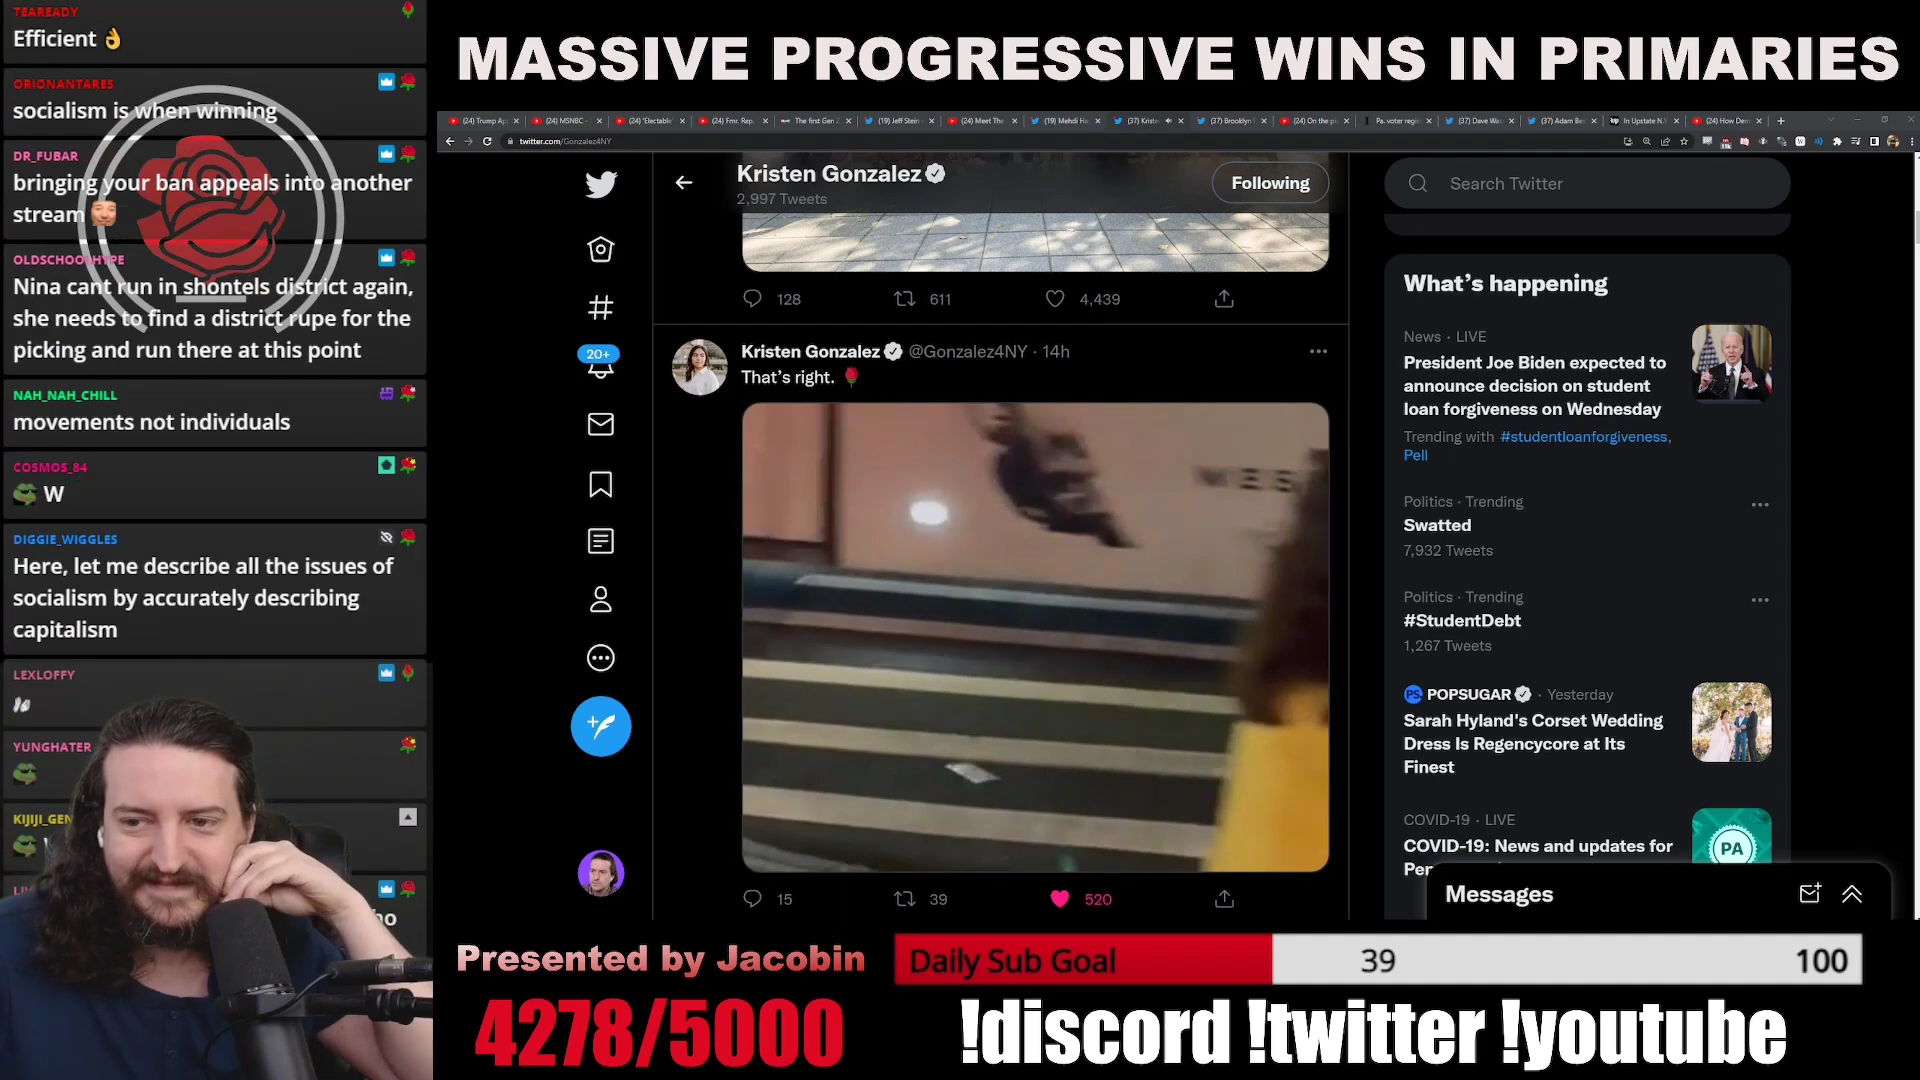 TEAREADY
Efficient 👌
ORIONANTARES
socialism is when winning
DR_FUBAR
bringing your ban appeals into another
stream
OLDSCHOOLHYPE
Nina cant run in shontels district again,
she needs to find a district rupe for the
picking and run there at this point
NAH_NAH_CHILL
movements not individuals
COSMOS_84
W
DIGGIE_WIGGLES
Here, let me describe all the issues of
socialism by accurately describing
capitalism
LEXLOFFY
YUNGHATER
MASSIVE PROGRESSIVE WINS IN PRIMARIES
twitter.com/Gonzalez4NY
Kristen Gonzalez
2,997 Tweets
Following
128 611 4,439
20+
Kristen Gonzalez @Gonzalez4NY · 14h
That’s right. 🌹
15 39 520
Search Twitter
What’s happening
News · LIVE
President Joe Biden expected to
announce decision on student
loan forgiveness on Wednesday
Trending with #studentloanforgiveness,
Pell
Politics · Trending
Swatted
7,932 Tweets
Politics · Trending
#StudentDebt
1,267 Tweets
PS POPSUGAR · Yesterday
Sarah Hyland's Corset Wedding
Dress Is Regencycore at Its
Finest
COVID-19 · LIVE
COVID-19: News and updates for
PA
Messages
Presented by Jacobin
4278/5000
Daily Sub Goal 39 100
!discord !twitter !youtube